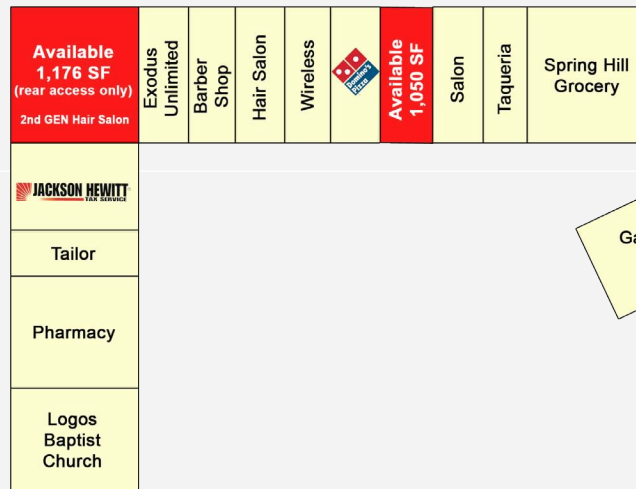 Available
1,176 SF
(rear access only)
2nd GEN Hair Salon
Exodus
Unlimited
Barber
Shop
Hair Salon
Wireless
Domino's
Pizza
Available
1,050 SF
Salon
Taqueria
Spring Hill
Grocery
JACKSON HEWITT
TAX SERVICE
Tailor
Pharmacy
Logos
Baptist
Church